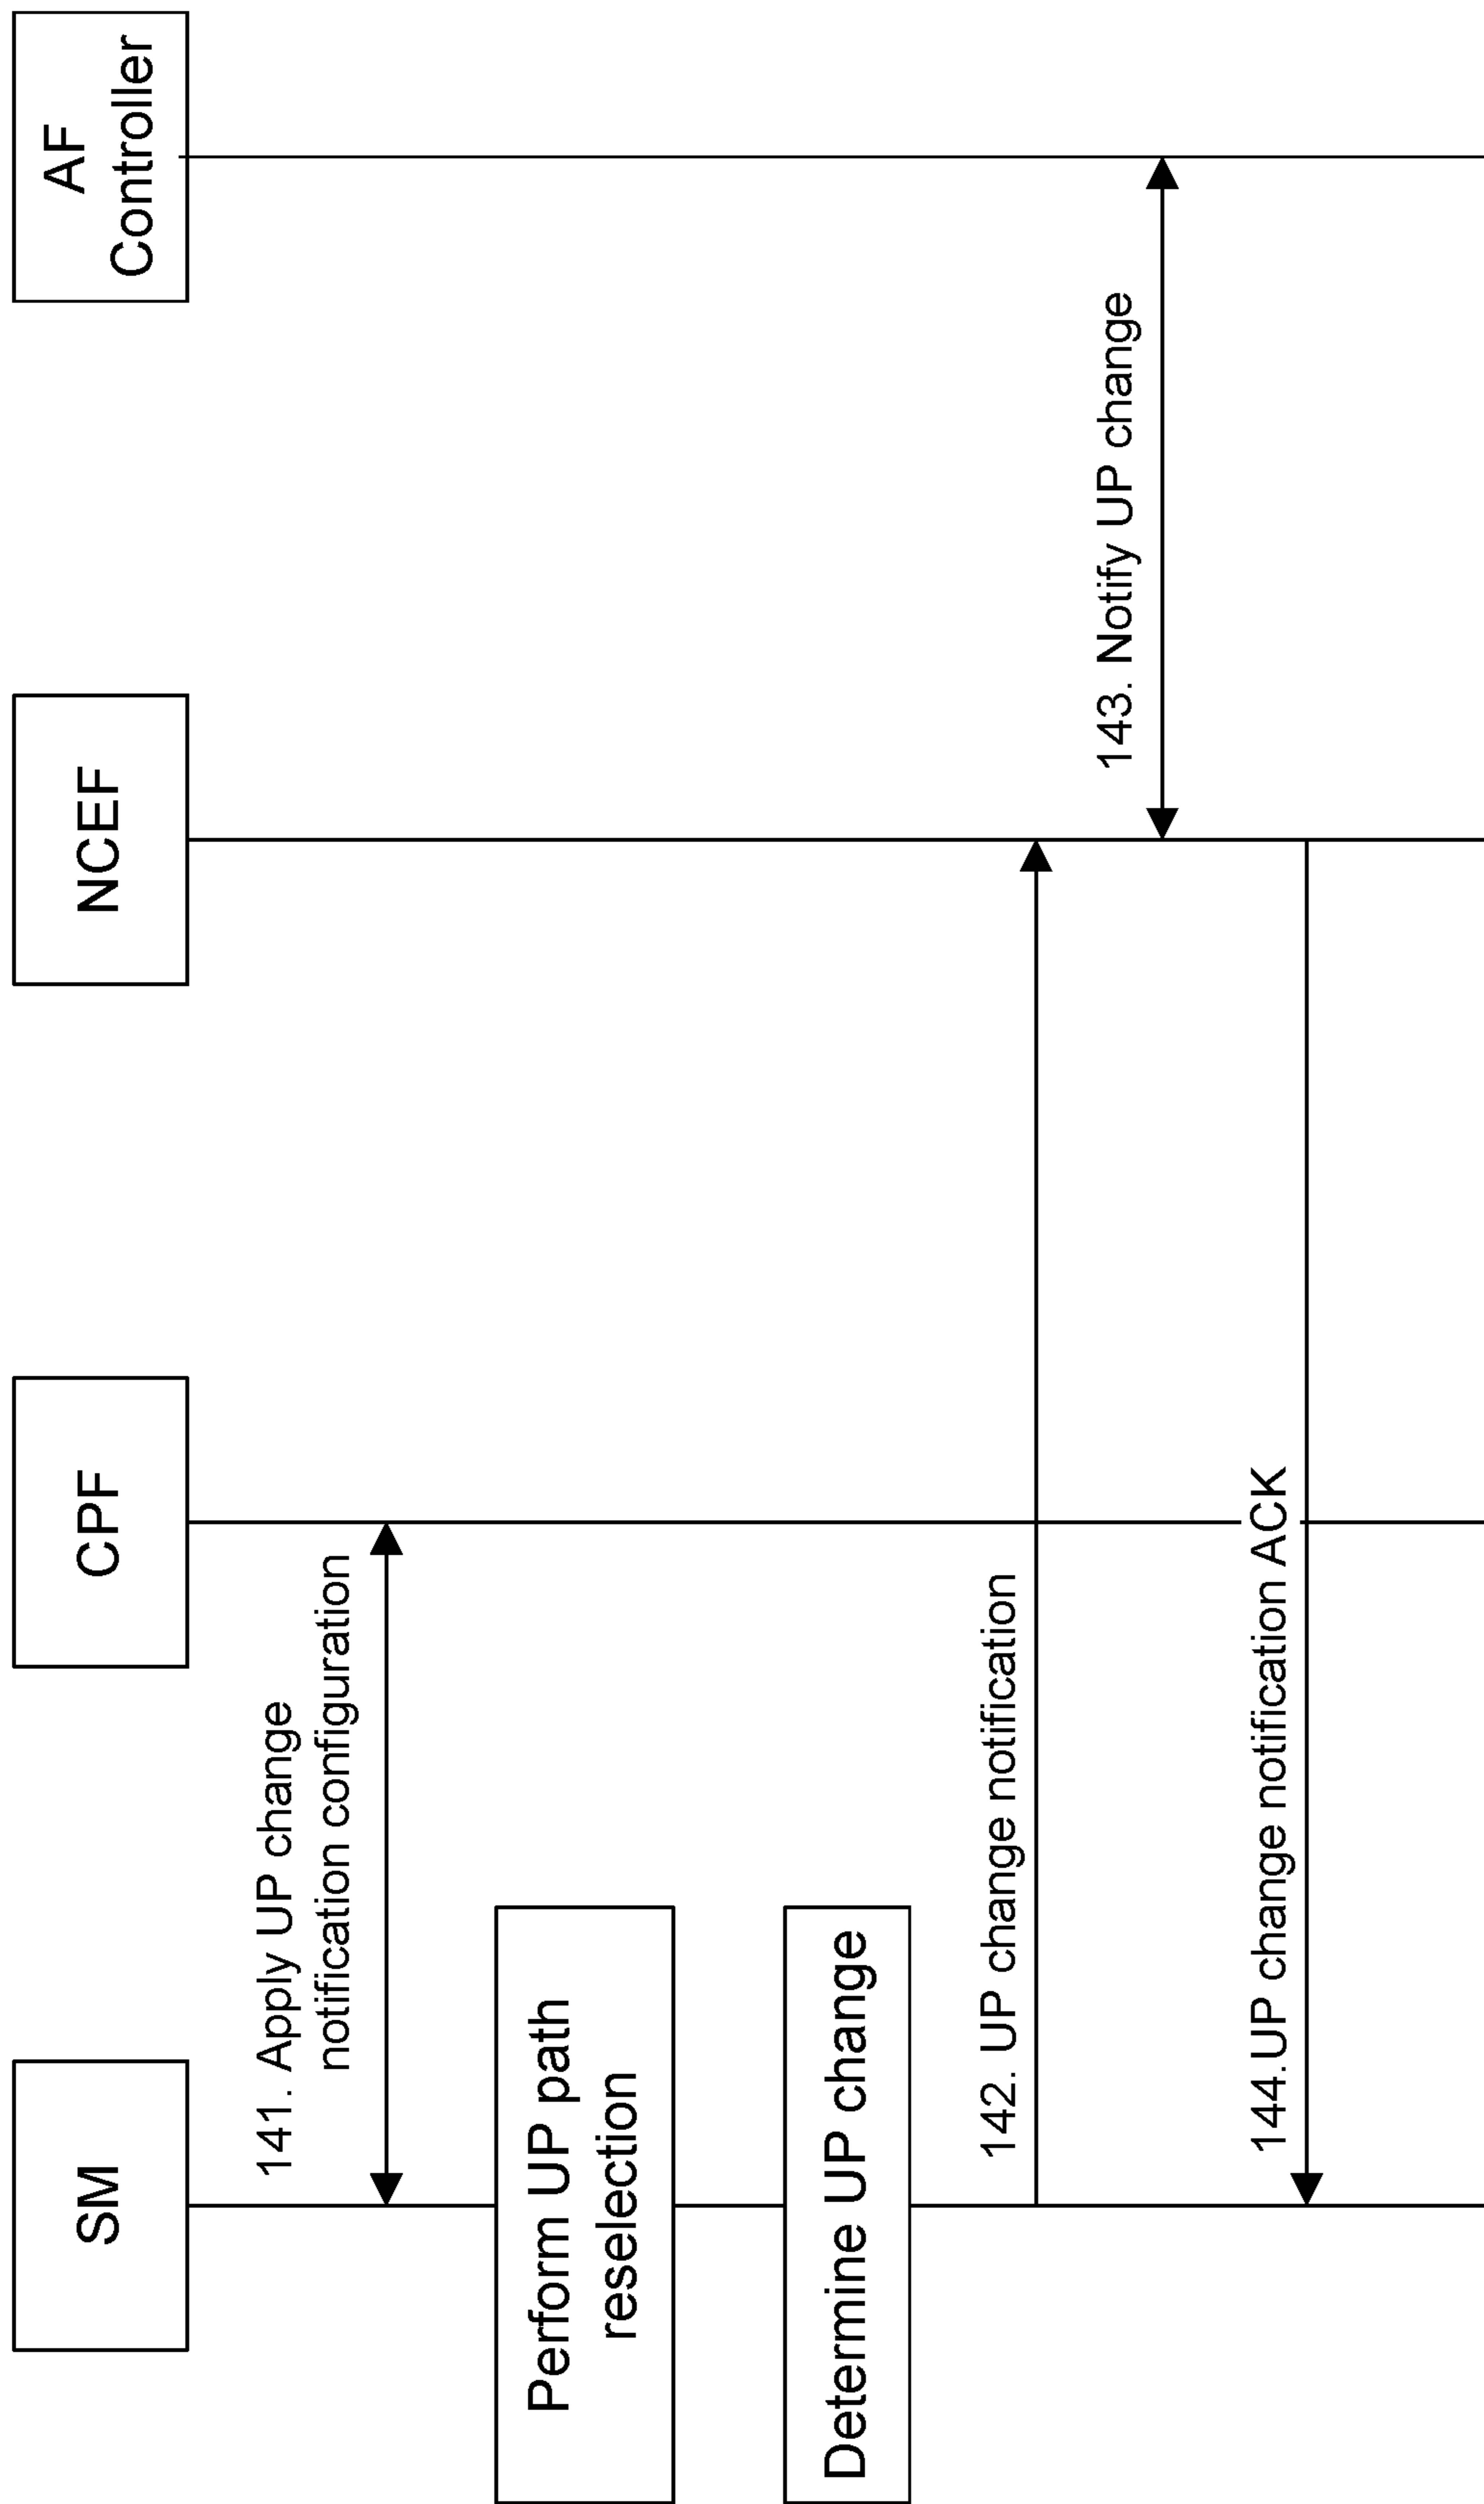 SM
CPF
NCEF
AF
Controller
141. Apply UP change
notification configuration
Perform UP path
reselection
Determine UP change
142. UP change notification
143. Notify UP change
144.UP change notification ACK